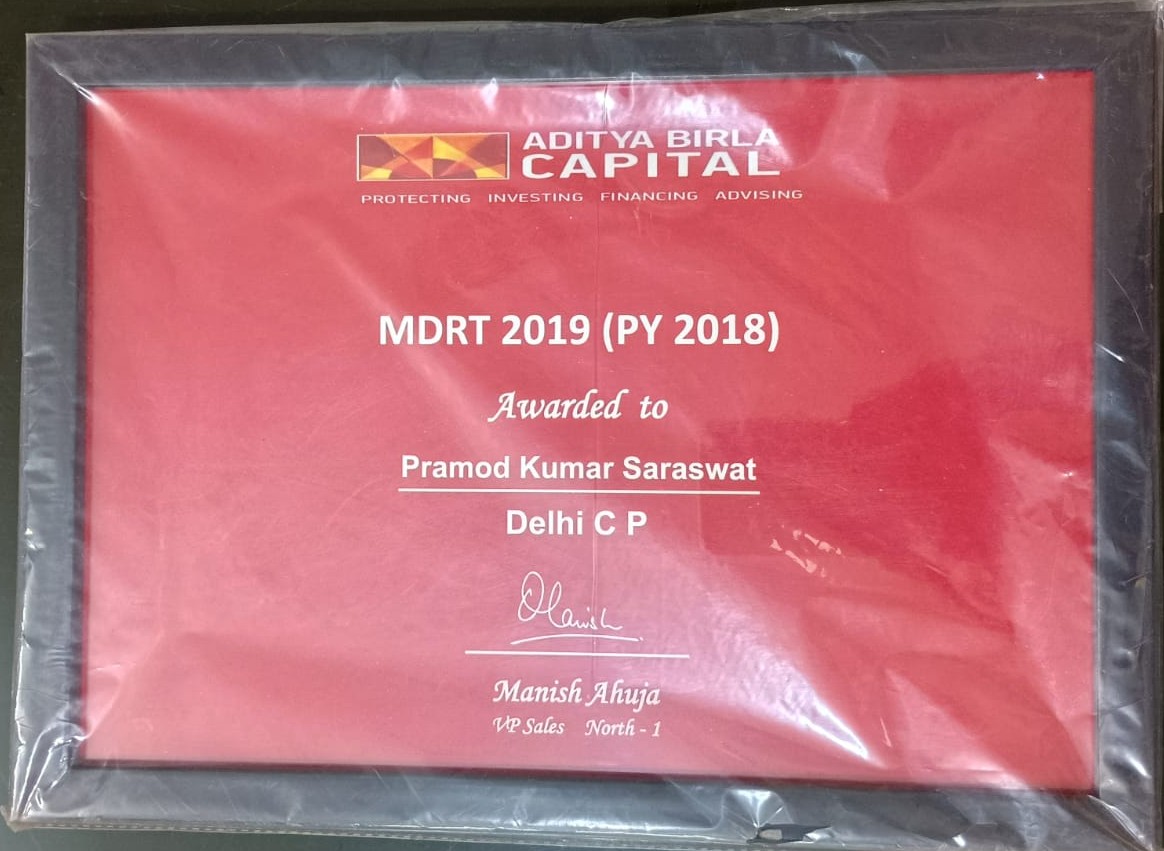 ADITYA BIRLA
CAPITAL
PROTECTING INVESTING FINANCING ADVISING
MDRT 2019 (PY 2018)
Awarded to
Pramod Kumar Saraswat
Delhi C P
Manish
Manish Ahuja
VP Sales North - 1